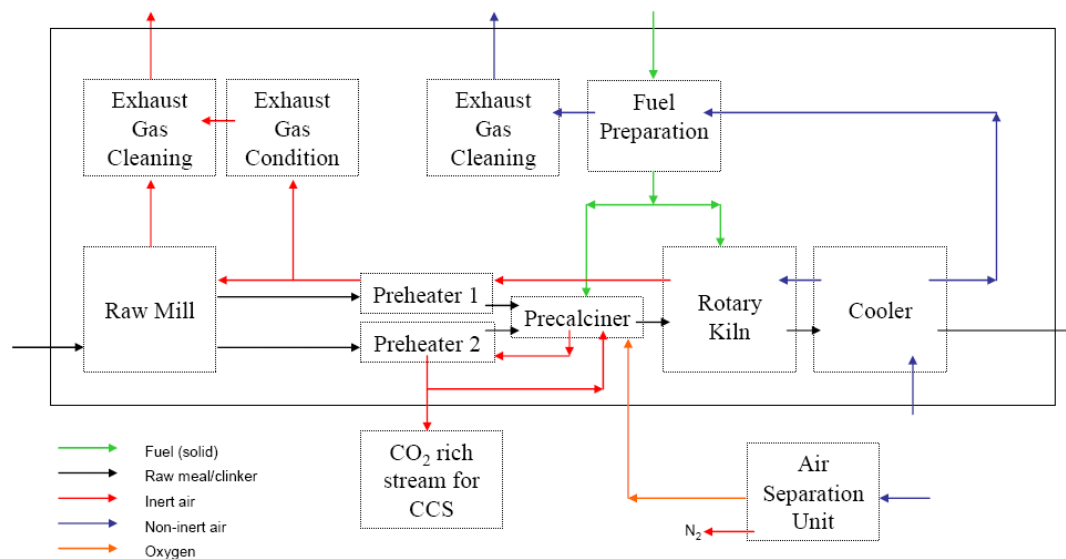 Exhaust
Gas
Cleaning
Exhaust
Gas
Condition
Exhaust
Gas
Cleaning
Fuel
Preparation
Raw Mill
Preheater 1
Preheater 2
Precalciner
Rotary
Kiln
Cooler
CO₂ rich
stream for
CCS
Air
Separation
Unit
N₂
Fuel (solid)
Raw meal/clinker
Inert air
Non-inert air
Oxygen